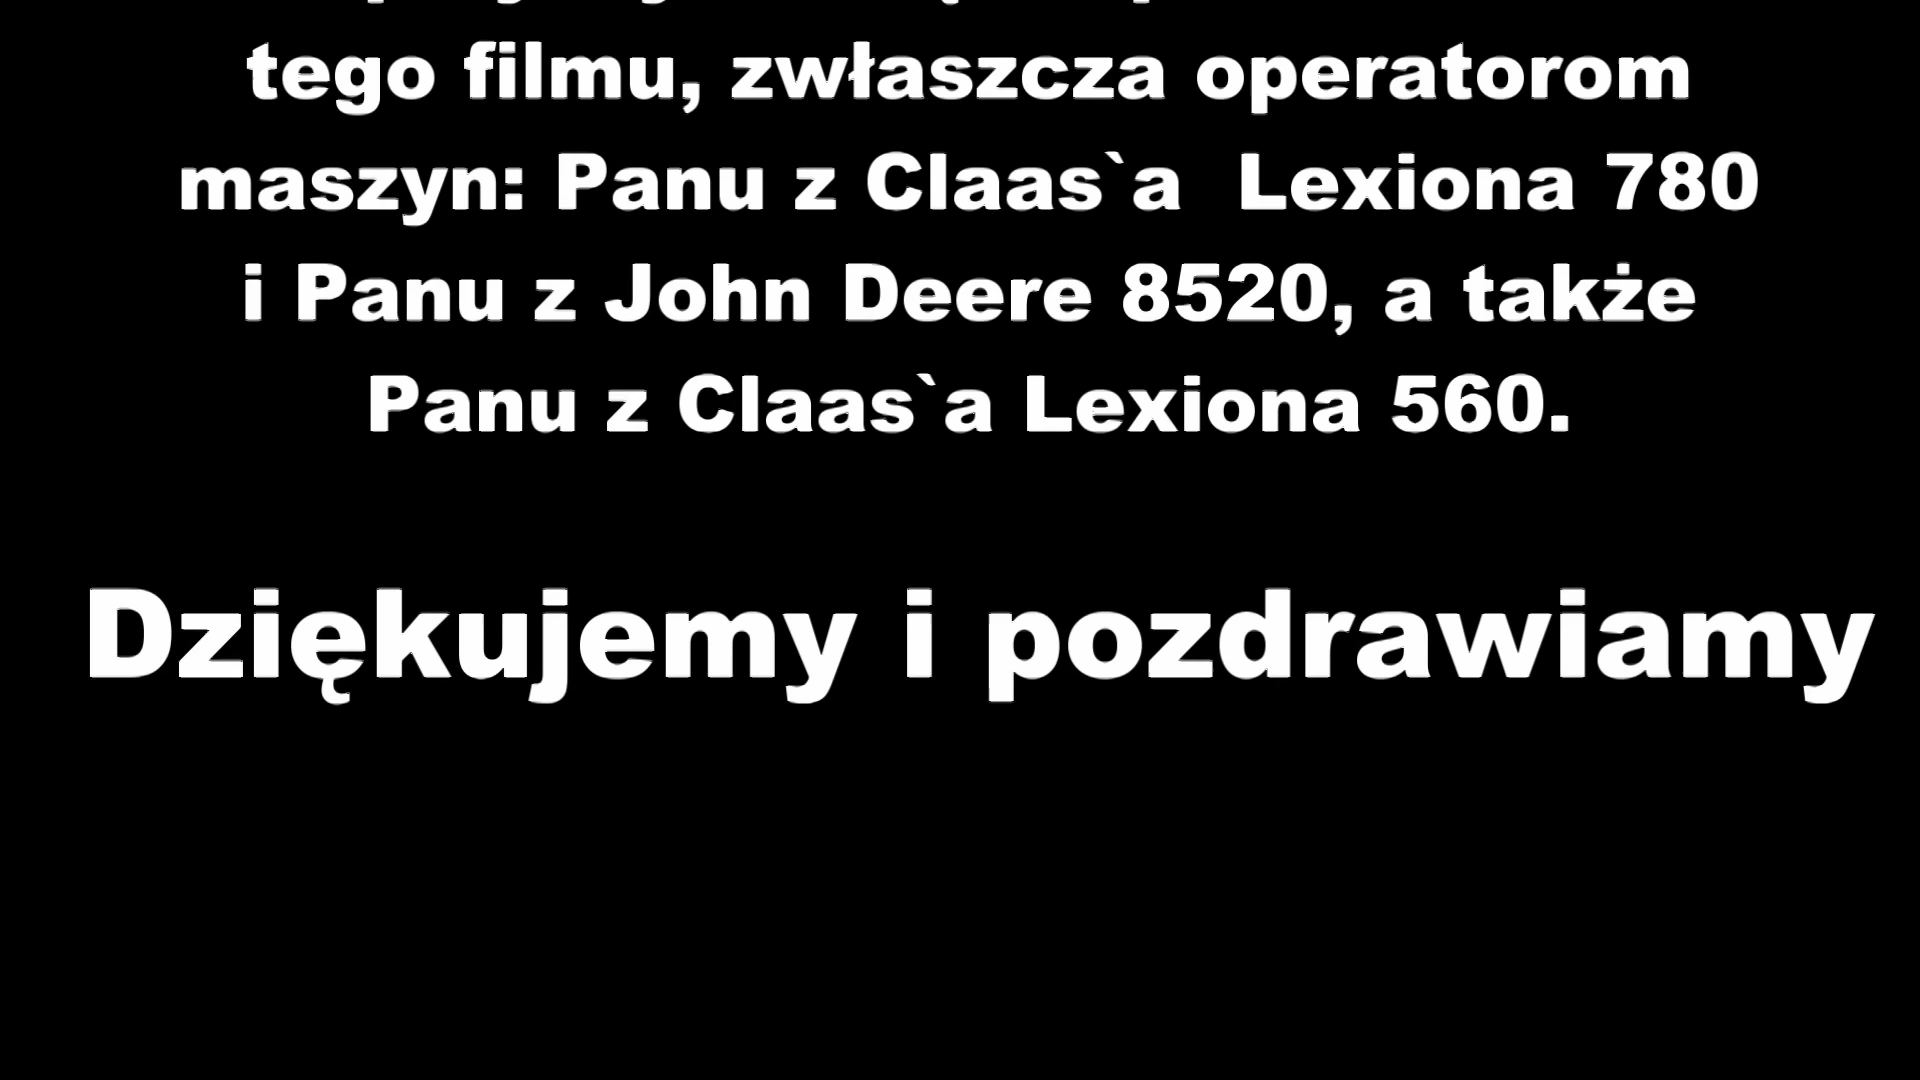 tego filmu, zwłaszcza operatorom
maszyn: Panu z Claas`a  Lexiona 780
i Panu z John Deere 8520, a także
Panu z Claas`a Lexiona 560.
Dziękujemy i pozdrawiamy